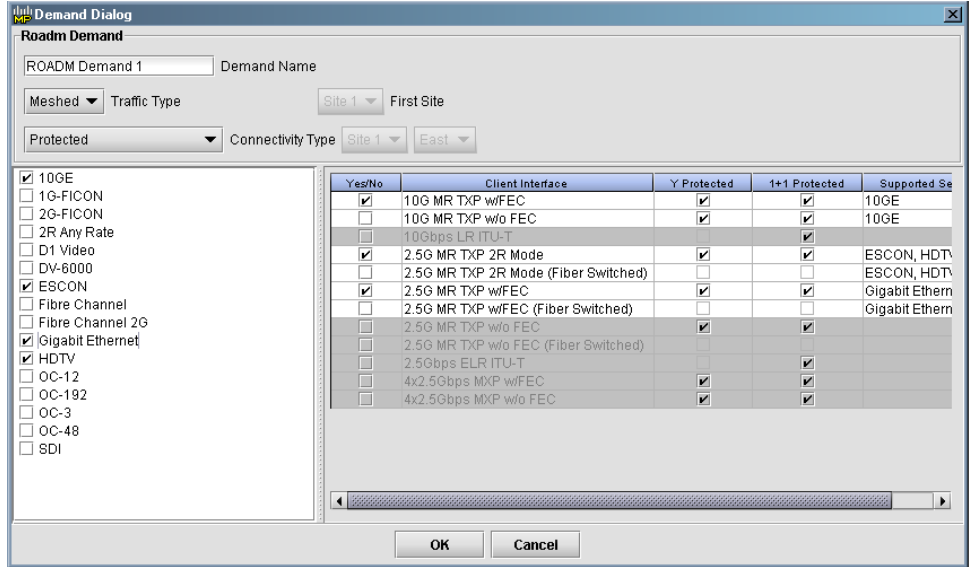 MP Demand Dialog
Roadm Demand
ROADM Demand 1 Demand Name
Meshed Traffic Type Site 1 First Site
Protected Connectivity Type Site 1 East
10GE
1G-FICON
2G-FICON
2R Any Rate
D1 Video
DV-6000
ESCON
Fibre Channel
Fibre Channel 2G
Gigabit Ethernet
HDTV
OC-12
OC-192
OC-3
OC-48
SDI
Yes/No Client Interface Y Protected 1+1 Protected Supported Se
10G MR TXP w/FEC 10GE
10G MR TXP w/o FEC 10GE
10Gbps LR ITU-T
2.5G MR TXP 2R Mode ESCON, HDTV
2.5G MR TXP 2R Mode (Fiber Switched) ESCON, HDTV
2.5G MR TXP w/FEC Gigabit Ethern
2.5G MR TXP w/FEC (Fiber Switched) Gigabit Ethern
2.5G MR TXP w/o FEC
2.5G MR TXP w/o FEC (Fiber Switched)
2.5Gbps ELR ITU-T
4x2.5Gbps MXP w/FEC
4x2.5Gbps MXP w/o FEC
OK Cancel